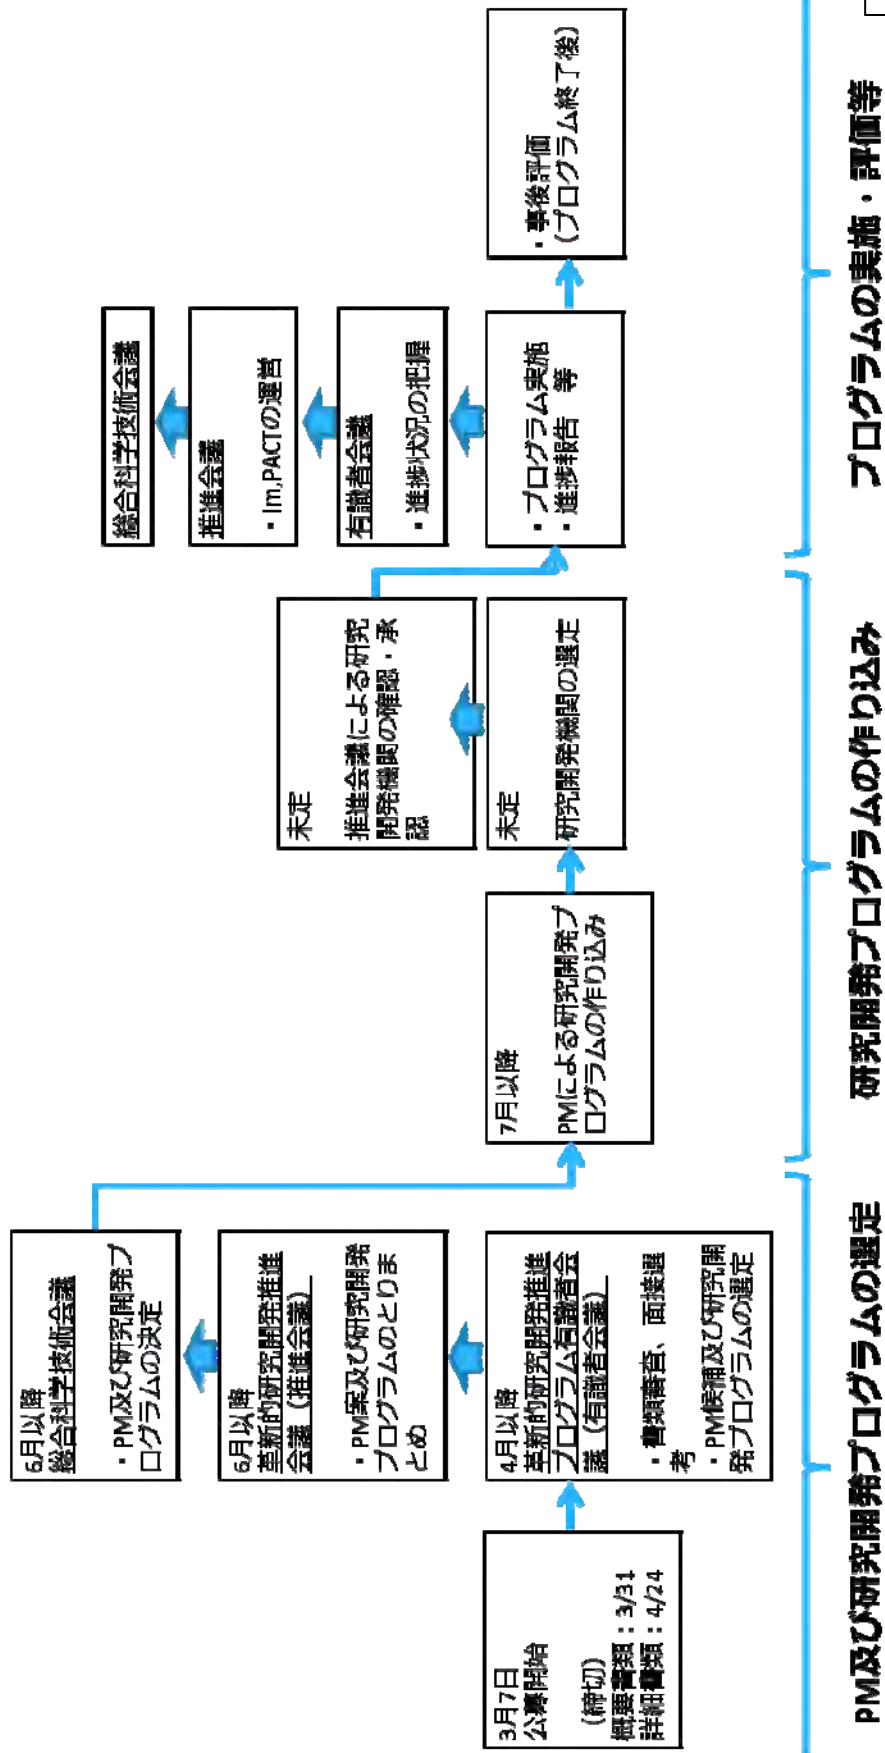 3月7日
公募開始
（締切）
概要書類：3/31
詳細書類：4/24
4月以降
革新的研究開発推進
プログラム有識者会
議（有識者会議）
・書類審査、面接選
考
・PM候補及び研究開
発プログラムの選定
6月以降
革新的研究開発推進
会議（推進会議）
・PM案及び研究開発
プログラムのとりま
とめ
6月以降
総合科学技術会議
・PM及び研究開発プ
ログラムの決定
PM及び研究開発プログラムの選定
7月以降
PMによる研究開発プ
ログラムの作り込み
未定
研究開発機関の選定
未定
推進会議による研究
開発機関の確認・承
認
研究開発プログラムの作り込み
・プログラム実施
・進捗報告　等
有識者会議
・進捗状況の把握
推進会議
・Im,PACTの運営
総合科学技術会議
・事後評価
（プログラム終了後）
プログラムの実施・評価等